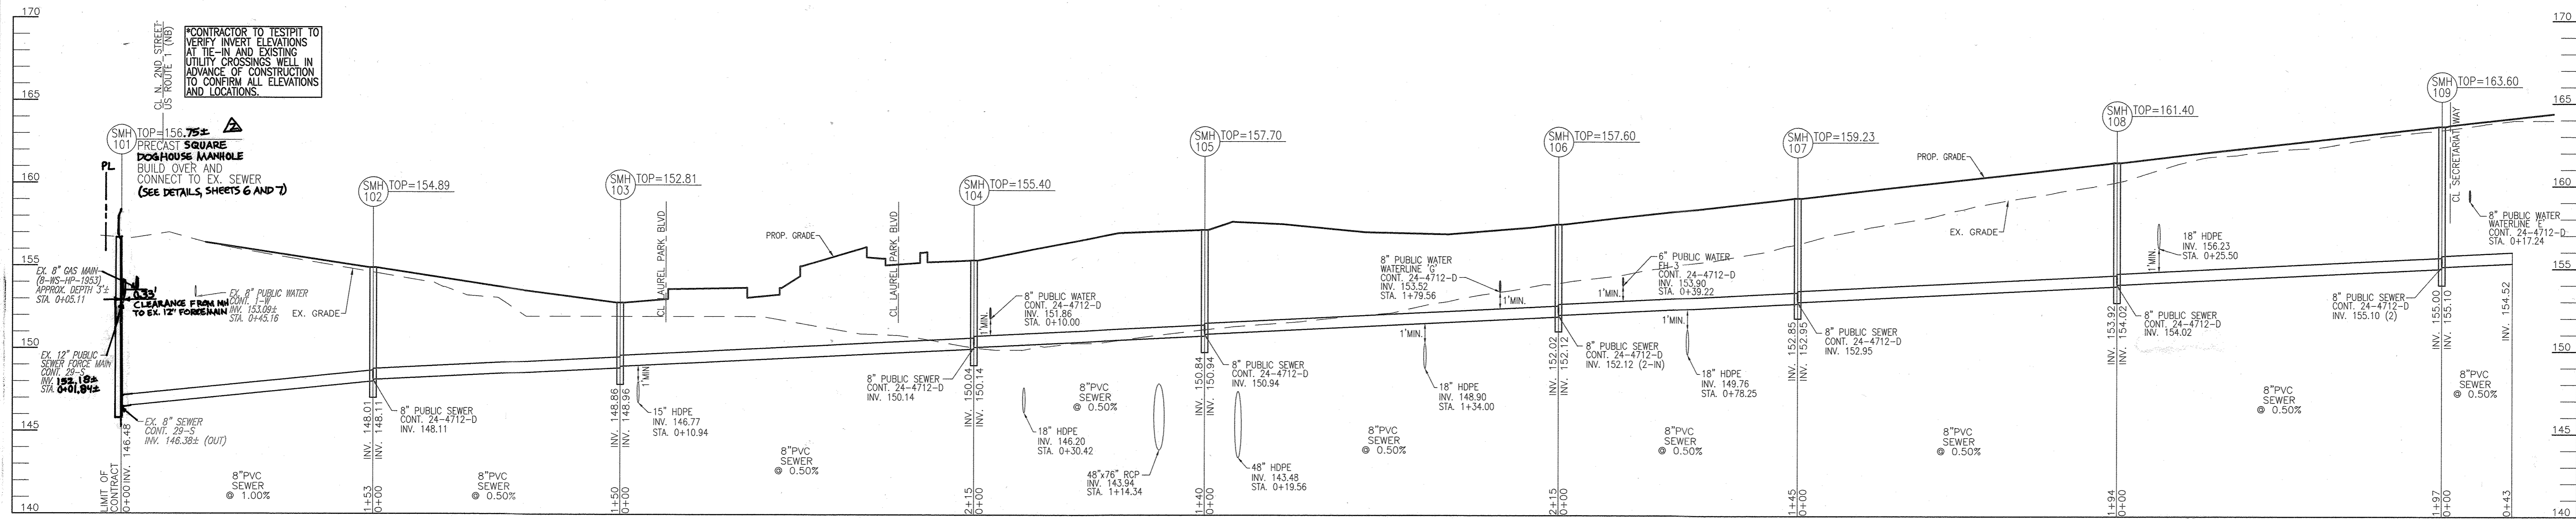 170
165
160
155
150
145
140
CL N. 2ND STREET
US ROUTE 1 (NB)
*CONTRACTOR TO TESTPIT TO
VERIFY INVERT ELEVATIONS
AT TIE-IN AND EXISTING
UTILITY CROSSINGS WELL IN
ADVANCE OF CONSTRUCTION
TO CONFIRM ALL ELEVATIONS
AND LOCATIONS.
SMH
101
TOP=156.75±
2
PRECAST SQUARE
DOGHOUSE MANHOLE
BUILD OVER AND
CONNECT TO EX. SEWER
(SEE DETAILS, SHEETS 6 AND 7)
PL
EX. 8" GAS MAIN
(8-WS-HP-1953)
APPROX. DEPTH 3'±
STA. 0+05.11
0.33'
CLEARANCE FROM MH
TO EX. 12" FORCEMAIN
EX. 8" PUBLIC WATER
CONT. 1-W
INV. 153.09±
STA. 0+45.16
EX. 12" PUBLIC
SEWER FORCE MAIN
CONT. 29-S
INV. 152.18±
STA. 0+01.84±
EX. 8" SEWER
CONT. 29-S
INV. 146.38± (OUT)
LIMIT OF
CONTRACT
0+00 INV. 146.48
8"PVC
SEWER
@ 1.00%
EX. GRADE
SMH
102
TOP=154.89
INV. 148.01
INV. 148.11
1+53
0+00
8" PUBLIC SEWER
CONT. 24-4712-D
INV. 148.11
8"PVC
SEWER
@ 0.50%
SMH
103
TOP=152.81
INV. 148.86
INV. 148.96
1+50
0+00
CL LAUREL PARK BLVD
1'MIN.
15" HDPE
INV. 146.77
STA. 0+10.94
PROP. GRADE
8"PVC
SEWER
@ 0.50%
CL LAUREL PARK BLVD
8" PUBLIC SEWER
CONT. 24-4712-D
INV. 150.14
SMH
104
TOP=155.40
INV. 150.04
INV. 150.14
2+15
0+00
1'MIN.
8" PUBLIC WATER
CONT. 24-4712-D
INV. 151.86
STA. 0+10.00
18" HDPE
INV. 146.20
STA. 0+30.42
8"PVC
SEWER
@ 0.50%
48"x76" RCP
INV. 143.94
STA. 1+14.34
SMH
105
TOP=157.70
INV. 150.84
INV. 150.94
1+40
0+00
8" PUBLIC SEWER
CONT. 24-4712-D
INV. 150.94
48" HDPE
INV. 143.48
STA. 0+19.56
8"PVC
SEWER
@ 0.50%
8" PUBLIC WATER
WATERLINE 'G'
CONT. 24-4712-D
INV. 153.52
STA. 1+79.56
1'MIN.
1'MIN.
18" HDPE
INV. 148.90
STA. 1+34.00
SMH
106
TOP=157.60
INV. 152.02
INV. 152.12
2+15
0+00
6" PUBLIC WATER
FH-3
CONT. 24-4712-D
INV. 153.90
STA. 0+39.22
1'MIN.
8" PUBLIC SEWER
CONT. 24-4712-D
INV. 152.12 (2-IN)
1'MIN.
18" HDPE
INV. 149.76
STA. 0+78.25
8"PVC
SEWER
@ 0.50%
SMH
107
TOP=159.23
INV. 152.85
INV. 152.95
1+45
0+00
8" PUBLIC SEWER
CONT. 24-4712-D
INV. 152.95
PROP. GRADE
EX. GRADE
8"PVC
SEWER
@ 0.50%
SMH
108
TOP=161.40
INV. 153.92
INV. 154.02
1+94
0+00
1'MIN.
18" HDPE
INV. 156.23
STA. 0+25.50
8" PUBLIC SEWER
CONT. 24-4712-D
INV. 154.02
8"PVC
SEWER
@ 0.50%
8" PUBLIC SEWER
CONT. 24-4712-D
INV. 155.10 (2)
SMH
109
TOP=163.60
CL SECRETARIAT WAY
INV. 155.00
INV. 155.10
1+97
0+00
8" PUBLIC WATER
WATERLINE 'E'
CONT. 24-4712-D
STA. 0+17.24
INV. 154.52
8"PVC
SEWER
@ 0.50%
0+43
170
165
160
155
150
145
140